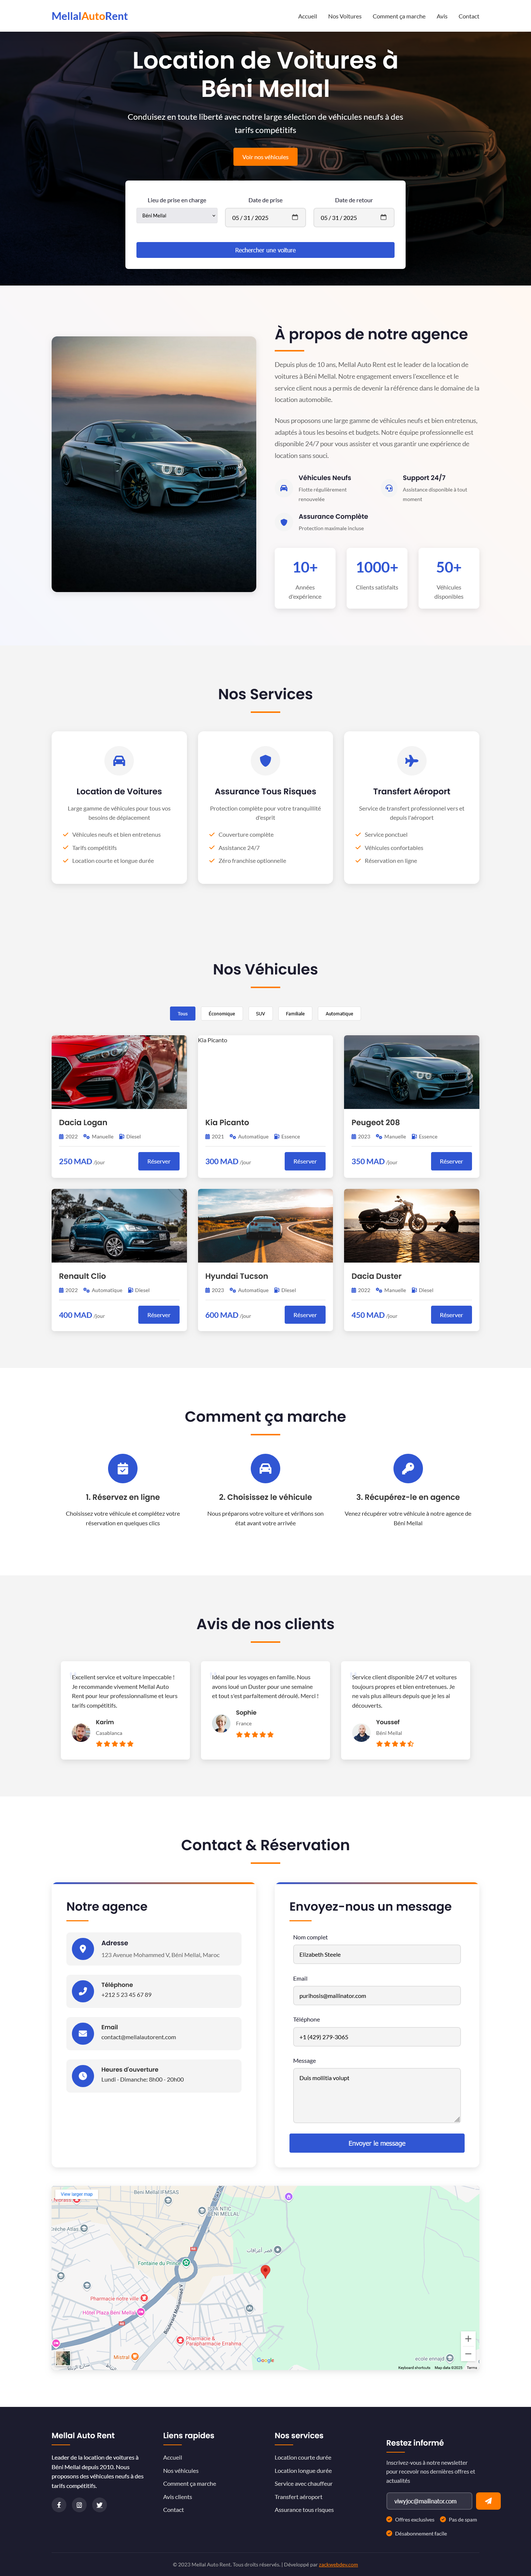 MellalAutoRent
Accueil
Nos Voitures
Comment ça marche
Avis
Contact
Location de Voitures à
Béni Mellal
Conduisez en toute liberté avec notre large sélection de véhicules neufs à des
tarifs compétitifs
Voir nos véhicules
Lieu de prise en charge
Date de prise
Date de retour
Béni Mellal
05/31/2025
05/31/2025
Rechercher une voiture
À propos de notre agence
Depuis plus de 10 ans, Mellal Auto Rent est le leader de la location de
voitures à Béni Mellal. Notre engagement envers l'excellence et le
service client nous a permis de devenir la référence dans le domaine de la
location automobile.
Nous proposons une large gamme de véhicules neufs et bien entretenus,
adaptés à tous les besoins et budgets. Notre équipe professionnelle est
disponible 24/7 pour vous assister et vous garantir une expérience de
location sans souci.
Véhicules Neufs
Flotte régulièrement
renouvelée
Support 24/7
Assistance disponible à tout
moment
Assurance Complète
Protection maximale incluse
10+
Années
d'expérience
1000+
Clients satisfaits
50+
Véhicules
disponibles
Nos Services
Location de Voitures
Large gamme de véhicules pour tous vos
besoins de déplacement
Véhicules neufs et bien entretenus
Tarifs compétitifs
Location courte et longue durée
Assurance Tous Risques
Protection complète pour votre tranquillité
d'esprit
Couverture complète
Assistance 24/7
Zéro franchise optionnelle
Transfert Aéroport
Service de transfert professionnel vers et
depuis l'aéroport
Service ponctuel
Véhicules confortables
Réservation en ligne
Nos Véhicules
Tous
Économique
SUV
Familiale
Automatique
Dacia Logan
2022 Manuelle Diesel
250 MAD /jour
Réserver
Kia Picanto
Kia Picanto
2021 Automatique Essence
300 MAD /jour
Réserver
Peugeot 208
2023 Manuelle Essence
350 MAD /jour
Réserver
Renault Clio
2022 Automatique Diesel
400 MAD /jour
Réserver
Hyundai Tucson
2023 Automatique Diesel
600 MAD /jour
Réserver
Dacia Duster
2022 Manuelle Diesel
450 MAD /jour
Réserver
Comment ça marche
1. Réservez en ligne
Choisissez votre véhicule et complétez votre
réservation en quelques clics
2. Choisissez le véhicule
Nous préparons votre voiture et vérifions son
état avant votre arrivée
3. Récupérez-le en agence
Venez récupérer votre véhicule à notre agence de
Béni Mellal
Avis de nos clients
Excellent service et voiture impeccable !
Je recommande vivement Mellal Auto
Rent pour leur professionnalisme et leurs
tarifs compétitifs.
Karim
Casablanca
Idéal pour les voyages en famille. Nous
avons loué un Duster pour une semaine
et tout s'est parfaitement déroulé. Merci !
Sophie
France
Service client disponible 24/7 et voitures
toujours propres et bien entretenues. Je
ne vais plus ailleurs depuis que je les ai
découverts.
Youssef
Béni Mellal
Contact & Réservation
Notre agence
Adresse
123 Avenue Mohammed V, Béni Mellal, Maroc
Téléphone
+212 5 23 45 67 89
Email
contact@mellalautorent.com
Heures d'ouverture
Lundi - Dimanche: 8h00 - 20h00
Envoyez-nous un message
Nom complet
Elizabeth Steele
Email
purihosis@mailinator.com
Téléphone
+1 (429) 279-3065
Message
Duis mollitia volupt
Envoyer le message
View larger map
Beni Mellal IFMSAS
Fontaine du Prince
Pharmacie notre ville
Hôtel Plaza Beni Mellal
Boulevard Mohammed V
Pharmacie &
Parapharmacie Errahma
Mistral
Google
Keyboard shortcuts
Map data ©2025
Terms
Mellal Auto Rent
Leader de la location de voitures à
Béni Mellal depuis 2010. Nous
proposons des véhicules neufs à des
tarifs compétitifs.
Liens rapides
Accueil
Nos véhicules
Comment ça marche
Avis clients
Contact
Nos services
Location courte durée
Location longue durée
Service avec chauffeur
Transfert aéroport
Assurance tous risques
Restez informé
Inscrivez-vous à notre newsletter
pour recevoir nos dernières offres et
actualités
viwyjoc@mailinator.com
Offres exclusives
Pas de spam
Désabonnement facile
© 2023 Mellal Auto Rent. Tous droits réservés. | Développé par zackwebdev.com